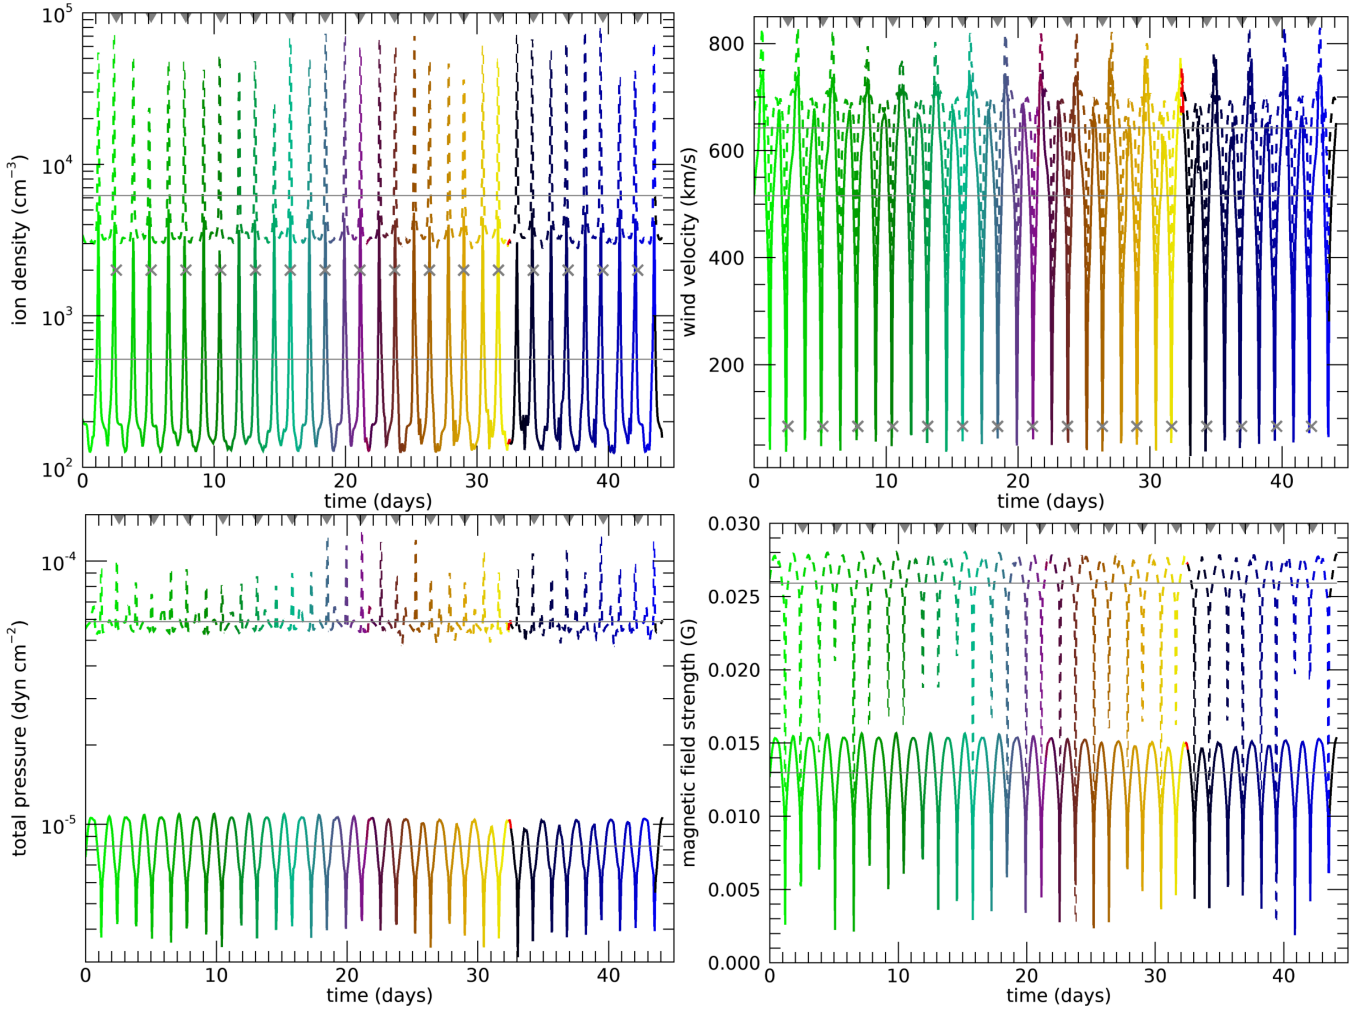 10^5
10^4
10^3
10^2
ion density (cm^−3)
0 10 20 30 40
time (days)
800
600
400
200
wind velocity (km/s)
0 10 20 30 40
time (days)
10^-4
10^-5
total pressure (dyn cm^−2)
0 10 20 30 40
time (days)
0.030
0.025
0.020
0.015
0.010
0.005
0.000
magnetic field strength (G)
0 10 20 30 40
time (days)